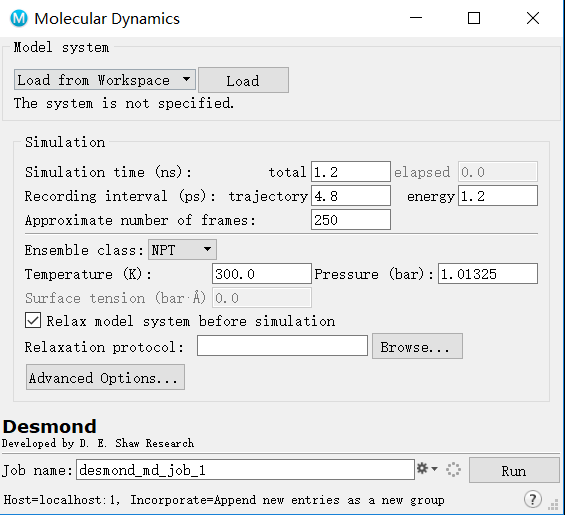 Molecular Dynamics
Model system
Load from Workspace Load
The system is not specified.
Simulation
Simulation time (ns): total 1.2 elapsed 0.0
Recording interval (ps): trajectory 4.8 energy 1.2
Approximate number of frames: 250
Ensemble class: NPT
Temperature (K): 300.0 Pressure (bar): 1.01325
Surface tension (bar·Å) 0.0
Relax model system before simulation
Relaxation protocol: Browse...
Advanced Options...
Desmond
Developed by D. E. Shaw Research
Job name: desmond_md_job_1 Run
Host=localhost:1, Incorporate=Append new entries as a new group ?